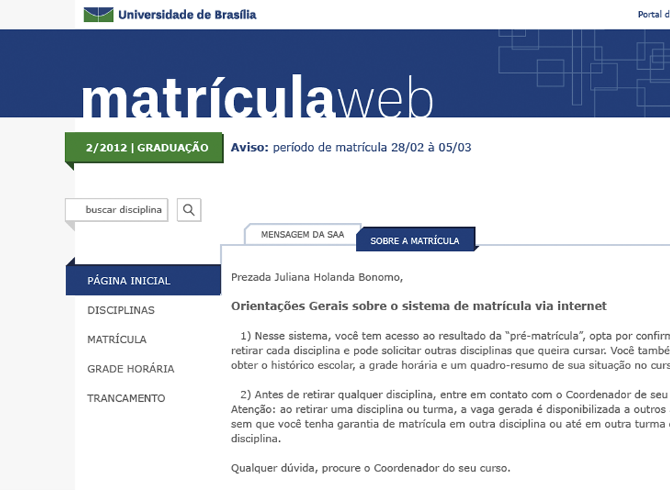 Universidade de Brasília
Portal d
matrículaweb
2/2012 | GRADUAÇÃO
Aviso: período de matrícula 28/02 à 05/03
buscar disciplina
MENSAGEM DA SAA
SOBRE A MATRÍCULA
PÁGINA INICIAL
DISCIPLINAS
MATRÍCULA
GRADE HORÁRIA
TRANCAMENTO
Prezada Juliana Holanda Bonomo,
Orientações Gerais sobre o sistema de matrícula via internet
1) Nesse sistema, você tem acesso ao resultado da “pré-matrícula”, opta por confirm
retirar cada disciplina e pode solicitar outras disciplinas que queira cursar. Você també
obter o histórico escolar, a grade horária e um quadro-resumo de sua situação no curs
2) Antes de retirar qualquer disciplina, entre em contato com o Coordenador de seu
Atenção: ao retirar uma disciplina ou turma, a vaga gerada é disponibilizada a outros
sem que você tenha garantia de matrícula em outra disciplina ou até em outra turma
disciplina.
Qualquer dúvida, procure o Coordenador do seu curso.